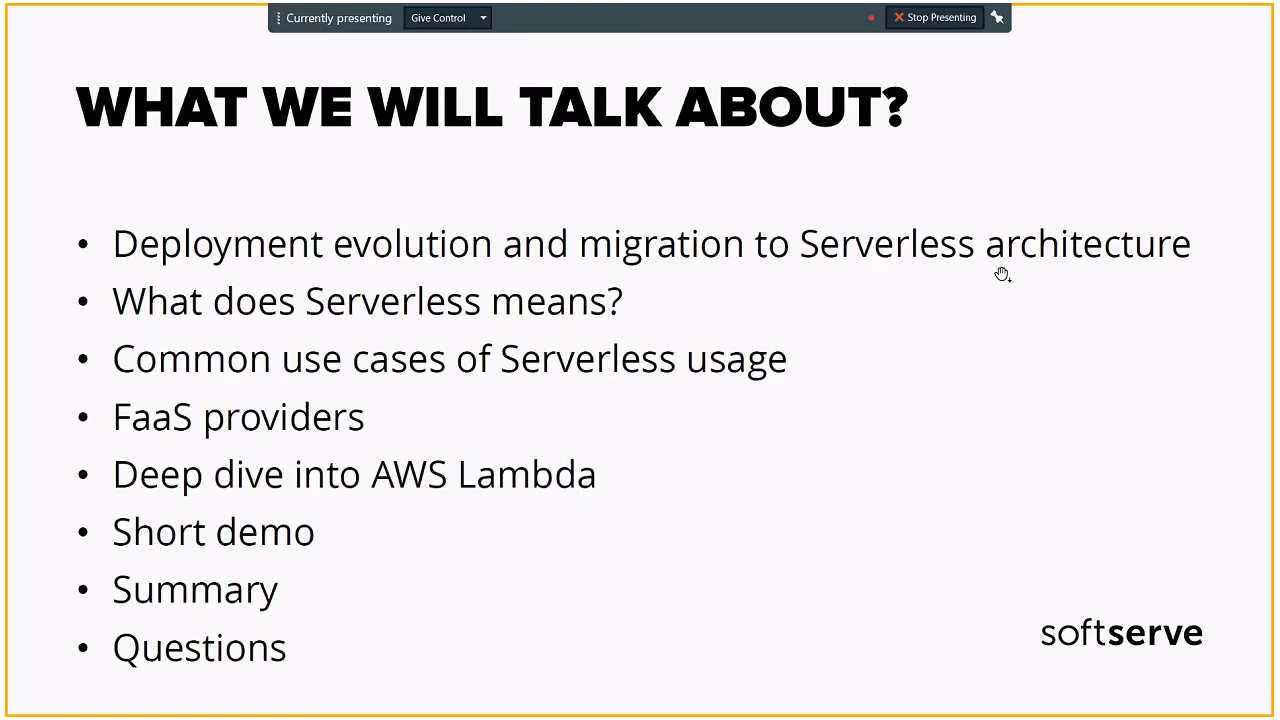 Currently presenting
Give Control
Stop Presenting
WHAT WE WILL TALK ABOUT?
• Deployment evolution and migration to Serverless architecture
• What does Serverless means?
• Common use cases of Serverless usage
• FaaS providers
• Deep dive into AWS Lambda
• Short demo
• Summary
• Questions
softserve